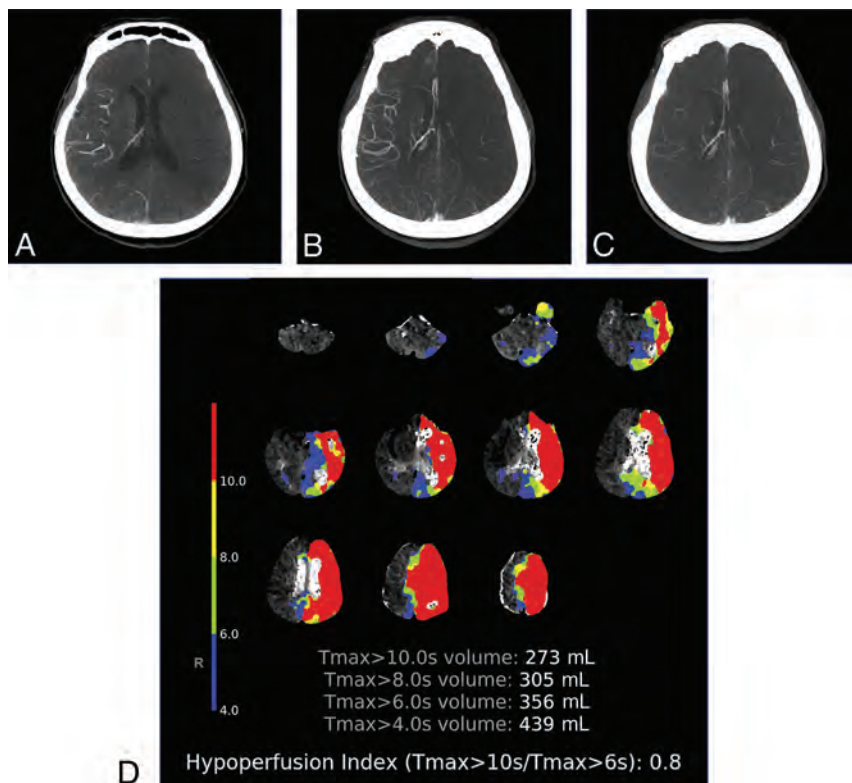 A
B
C
10.0
8.0
6.0
R
4.0
Tmax>10.0s volume: 273 mL
Tmax>8.0s volume: 305 mL
Tmax>6.0s volume: 356 mL
Tmax>4.0s volume: 439 mL
D
Hypoperfusion Index (Tmax>10s/Tmax>6s): 0.8